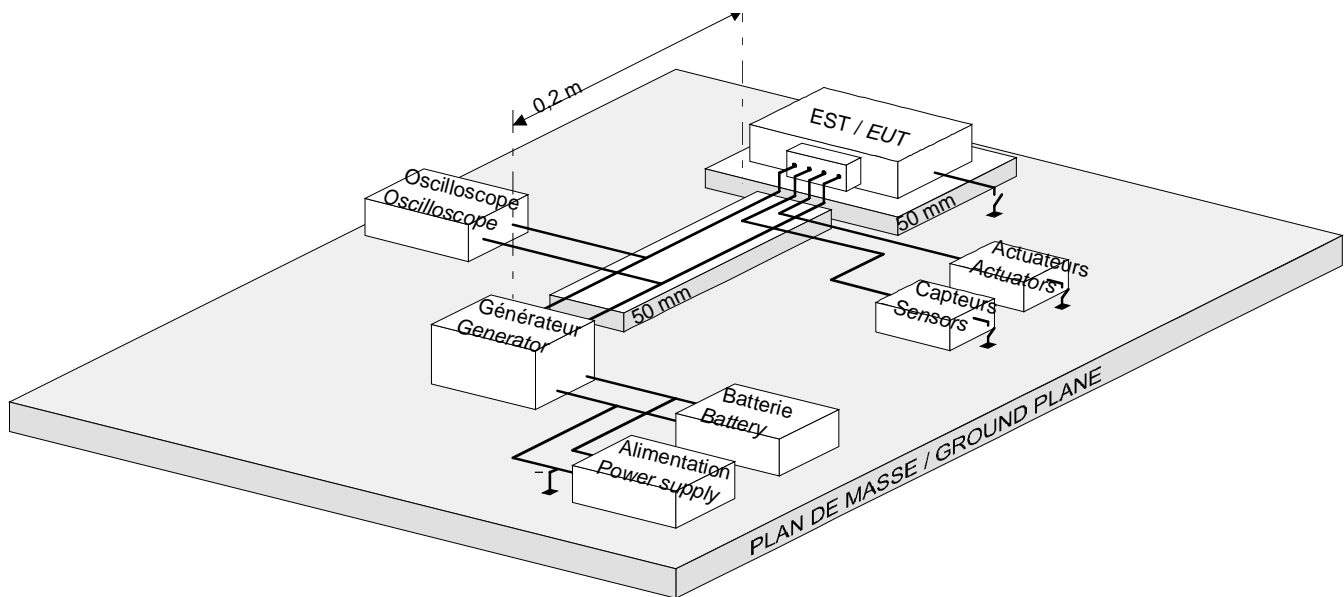 0,2 m
EST / EUT
Oscilloscope
Oscilloscope
50 mm
Actuateurs
Actuators
Capteurs
Sensors
50 mm
Générateur
Generator
Batterie
Battery
Alimentation
Power supply
PLAN DE MASSE / GROUND PLANE